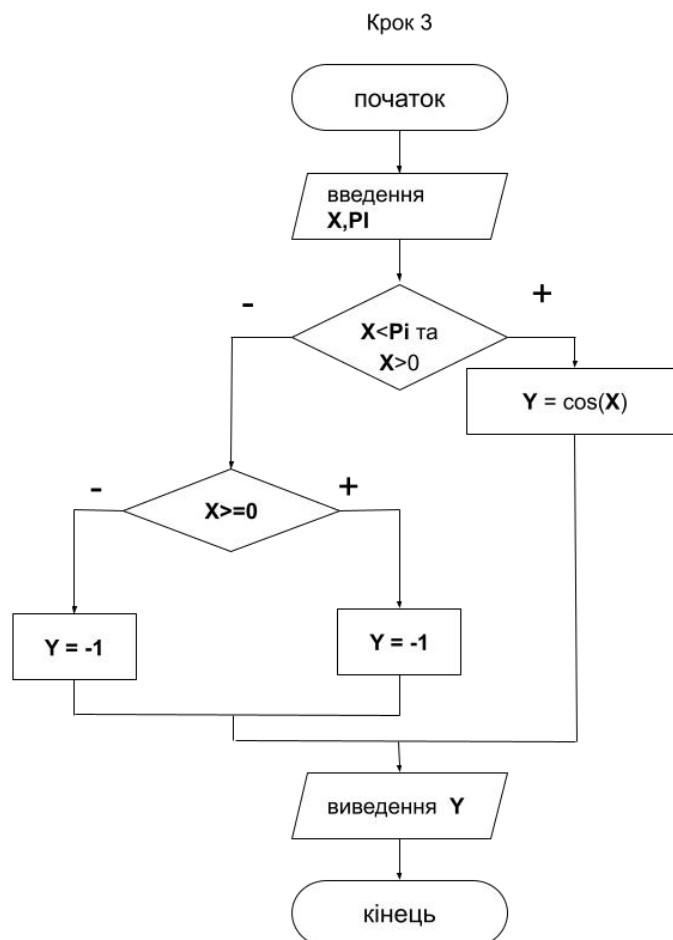 Крок 3
початок
введення
X,PI
-
+
X<Pi та
X>0
Y = cos(X)
-
+
X>=0
Y = -1
Y = -1
виведення Y
кінець